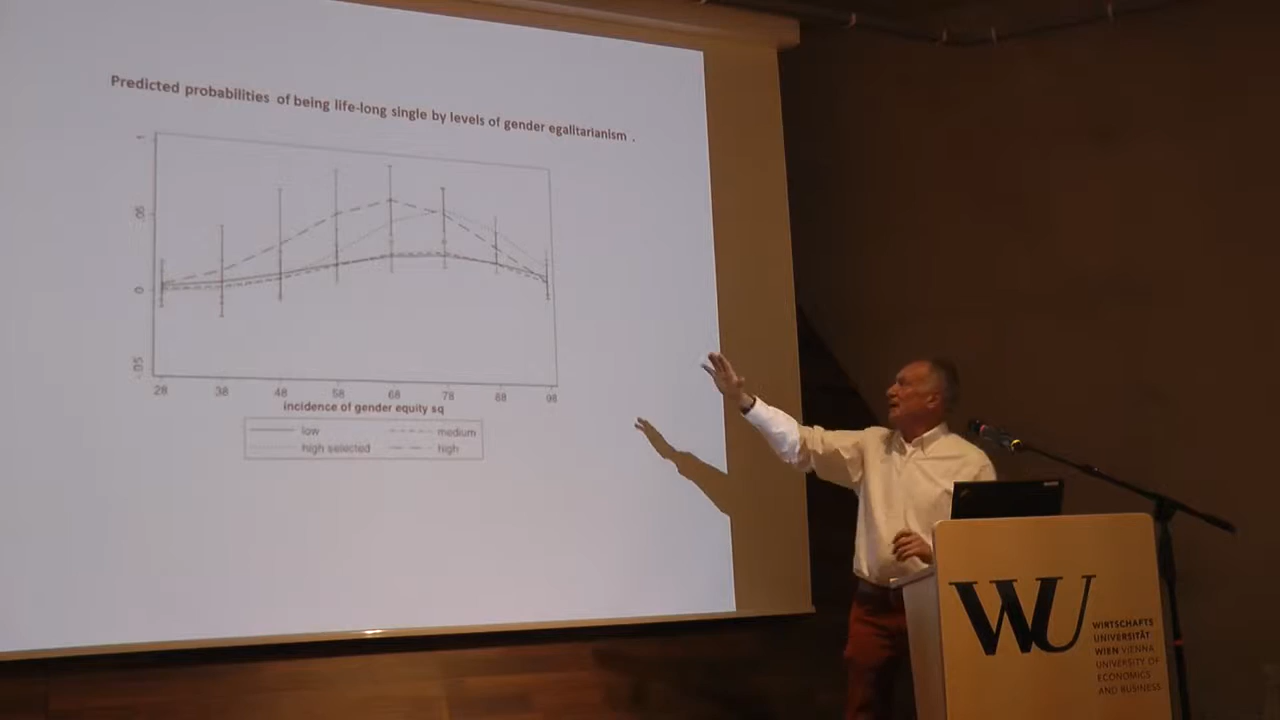 Predicted probabilities of being life-long single by levels of gender egalitarianism .
1
.05
0
-.05
28 38 48 58 68 78 88 98
incidence of gender equity sq
low medium
high selected high
WU
WIRTSCHAFTS
UNIVERSITÄT
WIEN VIENNA
UNIVERSITY OF
ECONOMICS
AND BUSINESS